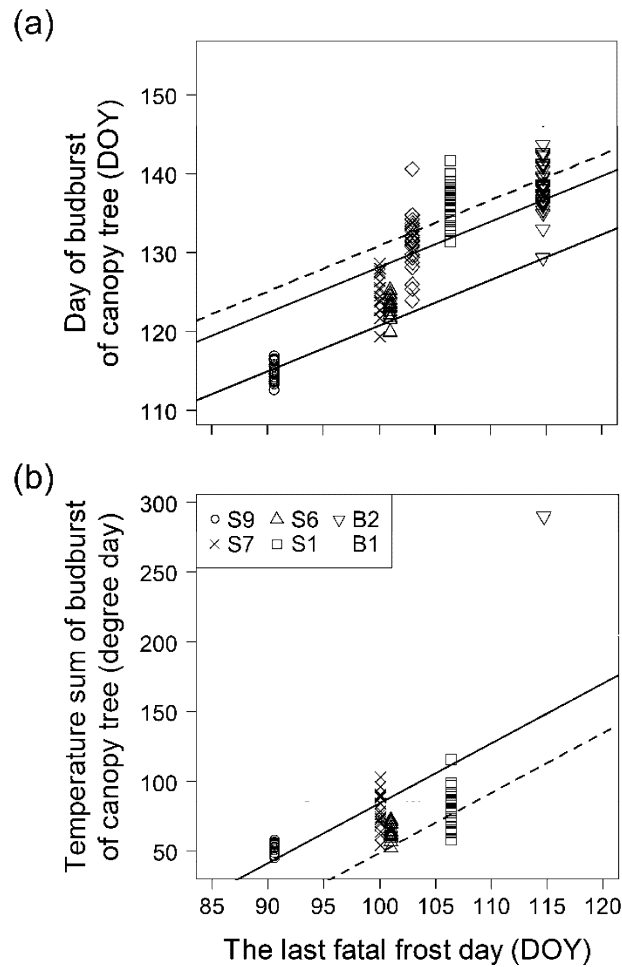 (a)
Day of budburst
of canopy tree (DOY)
150
140
130
120
110
(b)
Temperature sum of budburst
of canopy tree (degree day)
300
250
200
150
100
50
S9 S6 B2
S7 S1 B1
85 90 95 100 105 110 115 120
The last fatal frost day (DOY)